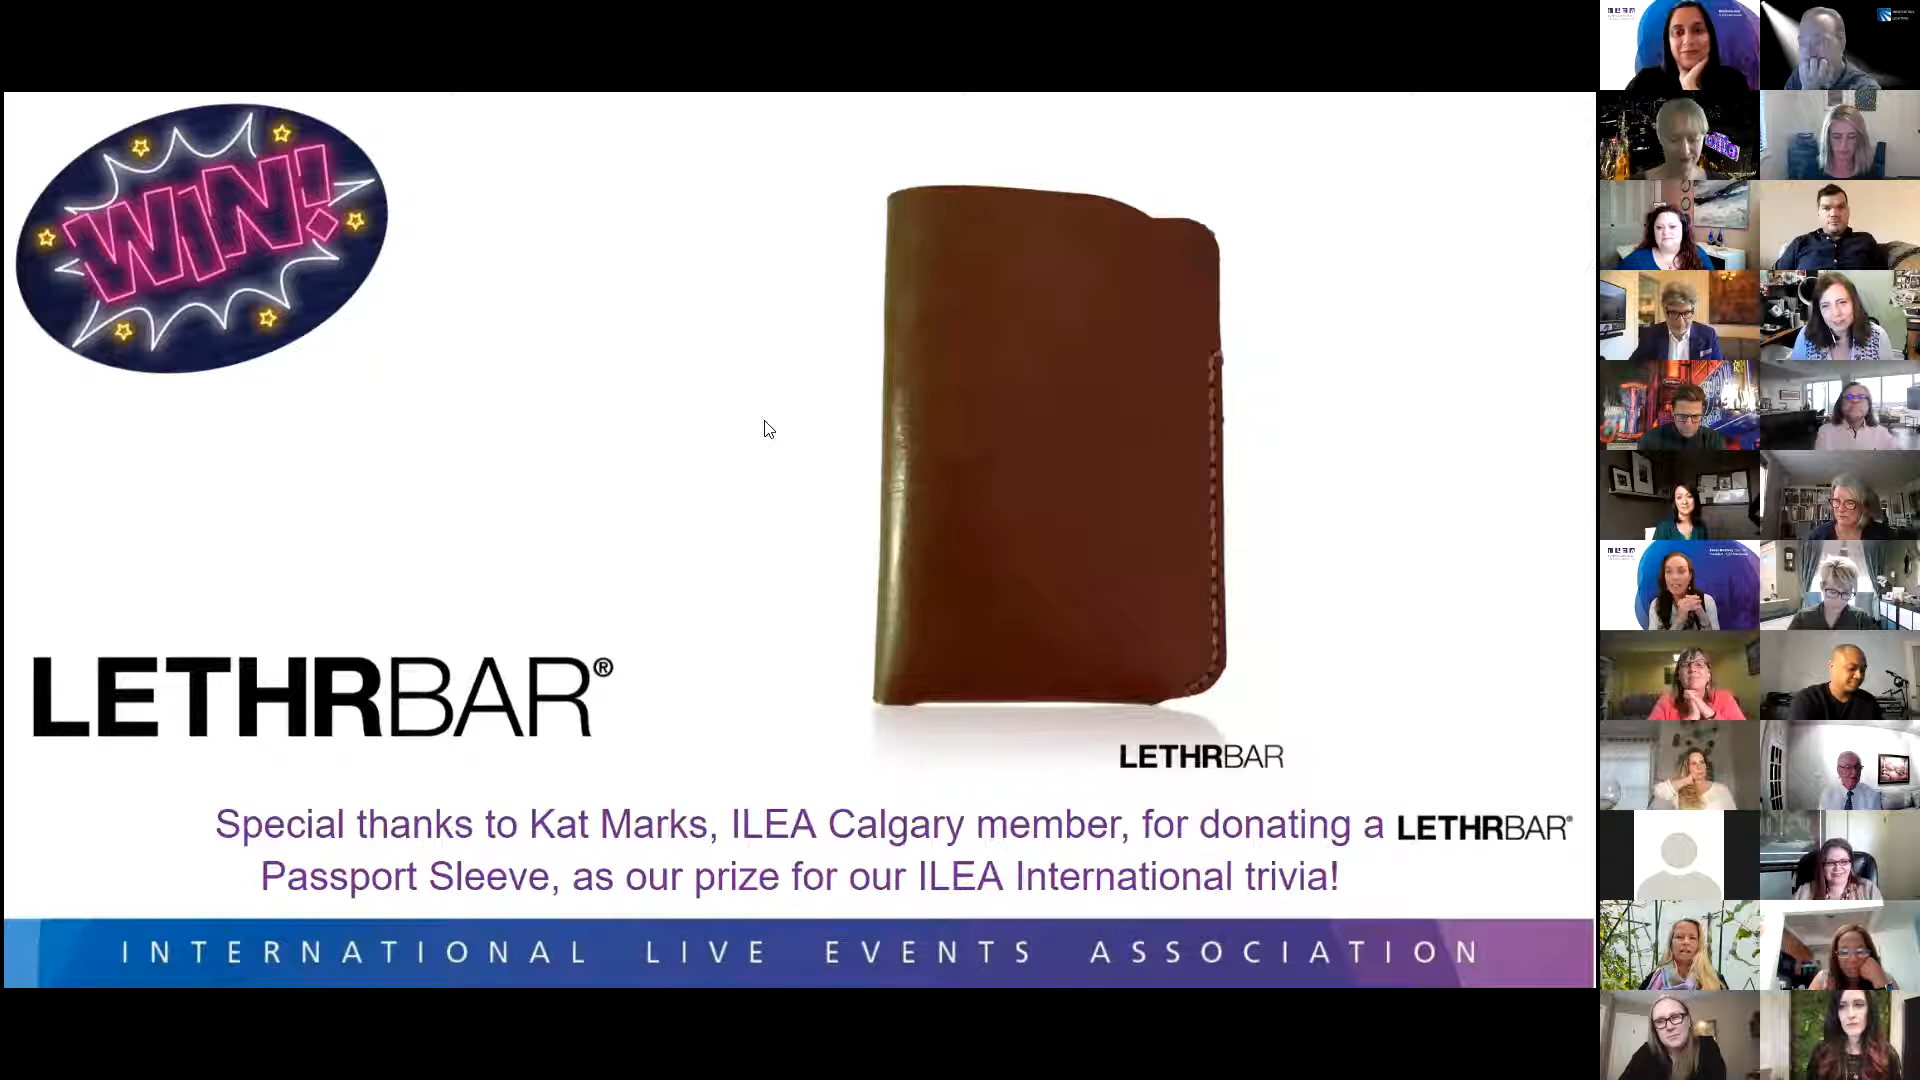 WIN!
LETHRBAR®
LETHRBAR
Special thanks to Kat Marks, ILEA Calgary member, for donating a LETHRBAR®
Passport Sleeve, as our prize for our ILEA International trivia!
INTERNATIONAL LIVE EVENTS ASSOCIATION